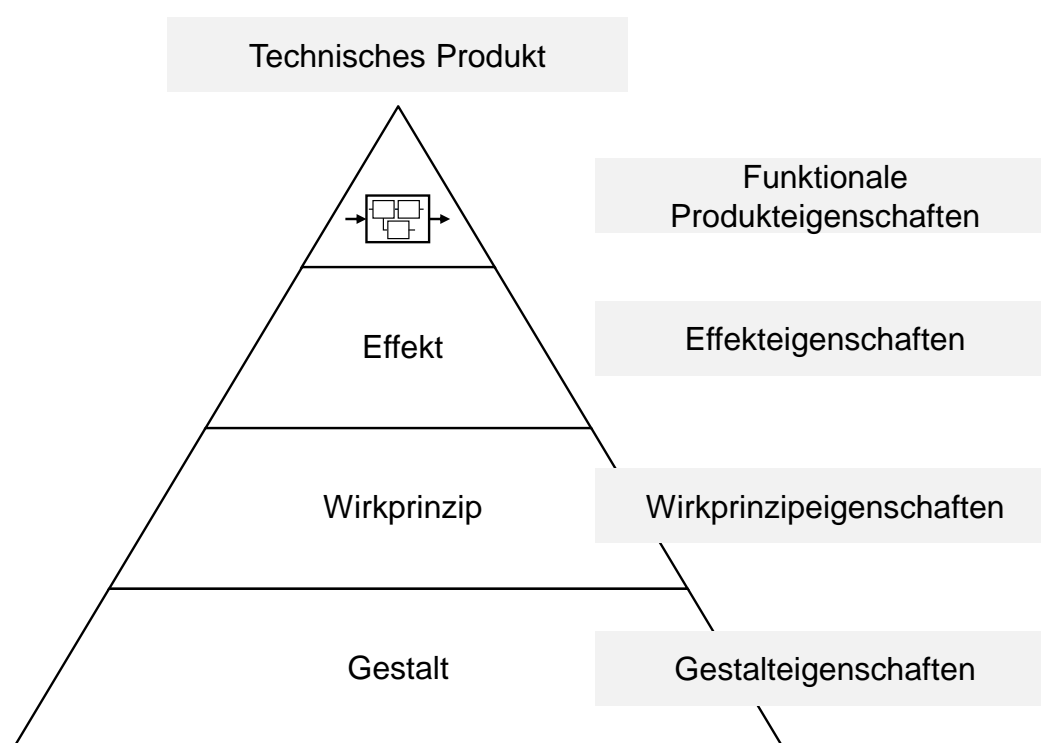 Technisches Produkt
Funktionale
Produkteigenschaften
Effekt
Effekteigenschaften
Wirkprinzip
Wirkprinzipeigenschaften
Gestalt
Gestalteigenschaften